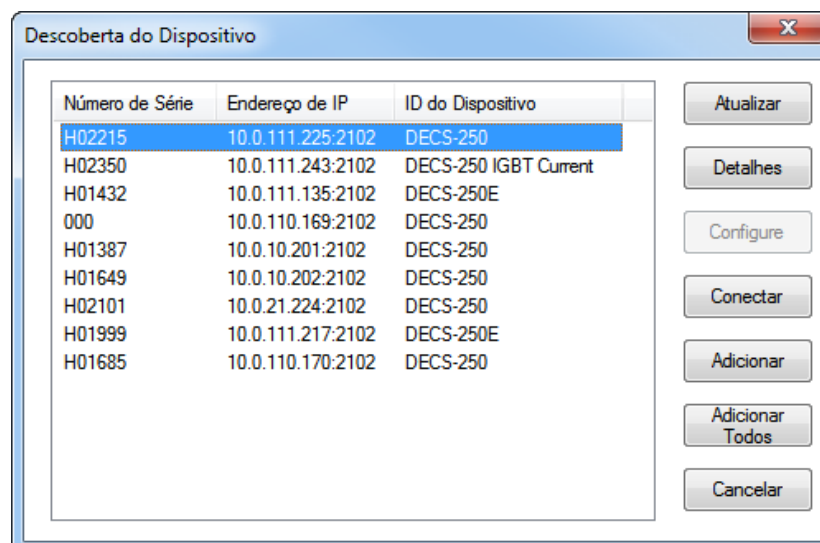 Descoberta do Dispositivo
Número de Série Endereço de IP ID do Dispositivo
H02215 10.0.111.225:2102 DECS-250
H02350 10.0.111.243:2102 DECS-250 IGBT Current
H01432 10.0.111.135:2102 DECS-250E
000 10.0.110.169:2102 DECS-250
H01387 10.0.10.201:2102 DECS-250
H01649 10.0.10.202:2102 DECS-250
H02101 10.0.21.224:2102 DECS-250
H01999 10.0.111.217:2102 DECS-250E
H01685 10.0.110.170:2102 DECS-250
Atualizar
Detalhes
Configure
Conectar
Adicionar
Adicionar
Todos
Cancelar